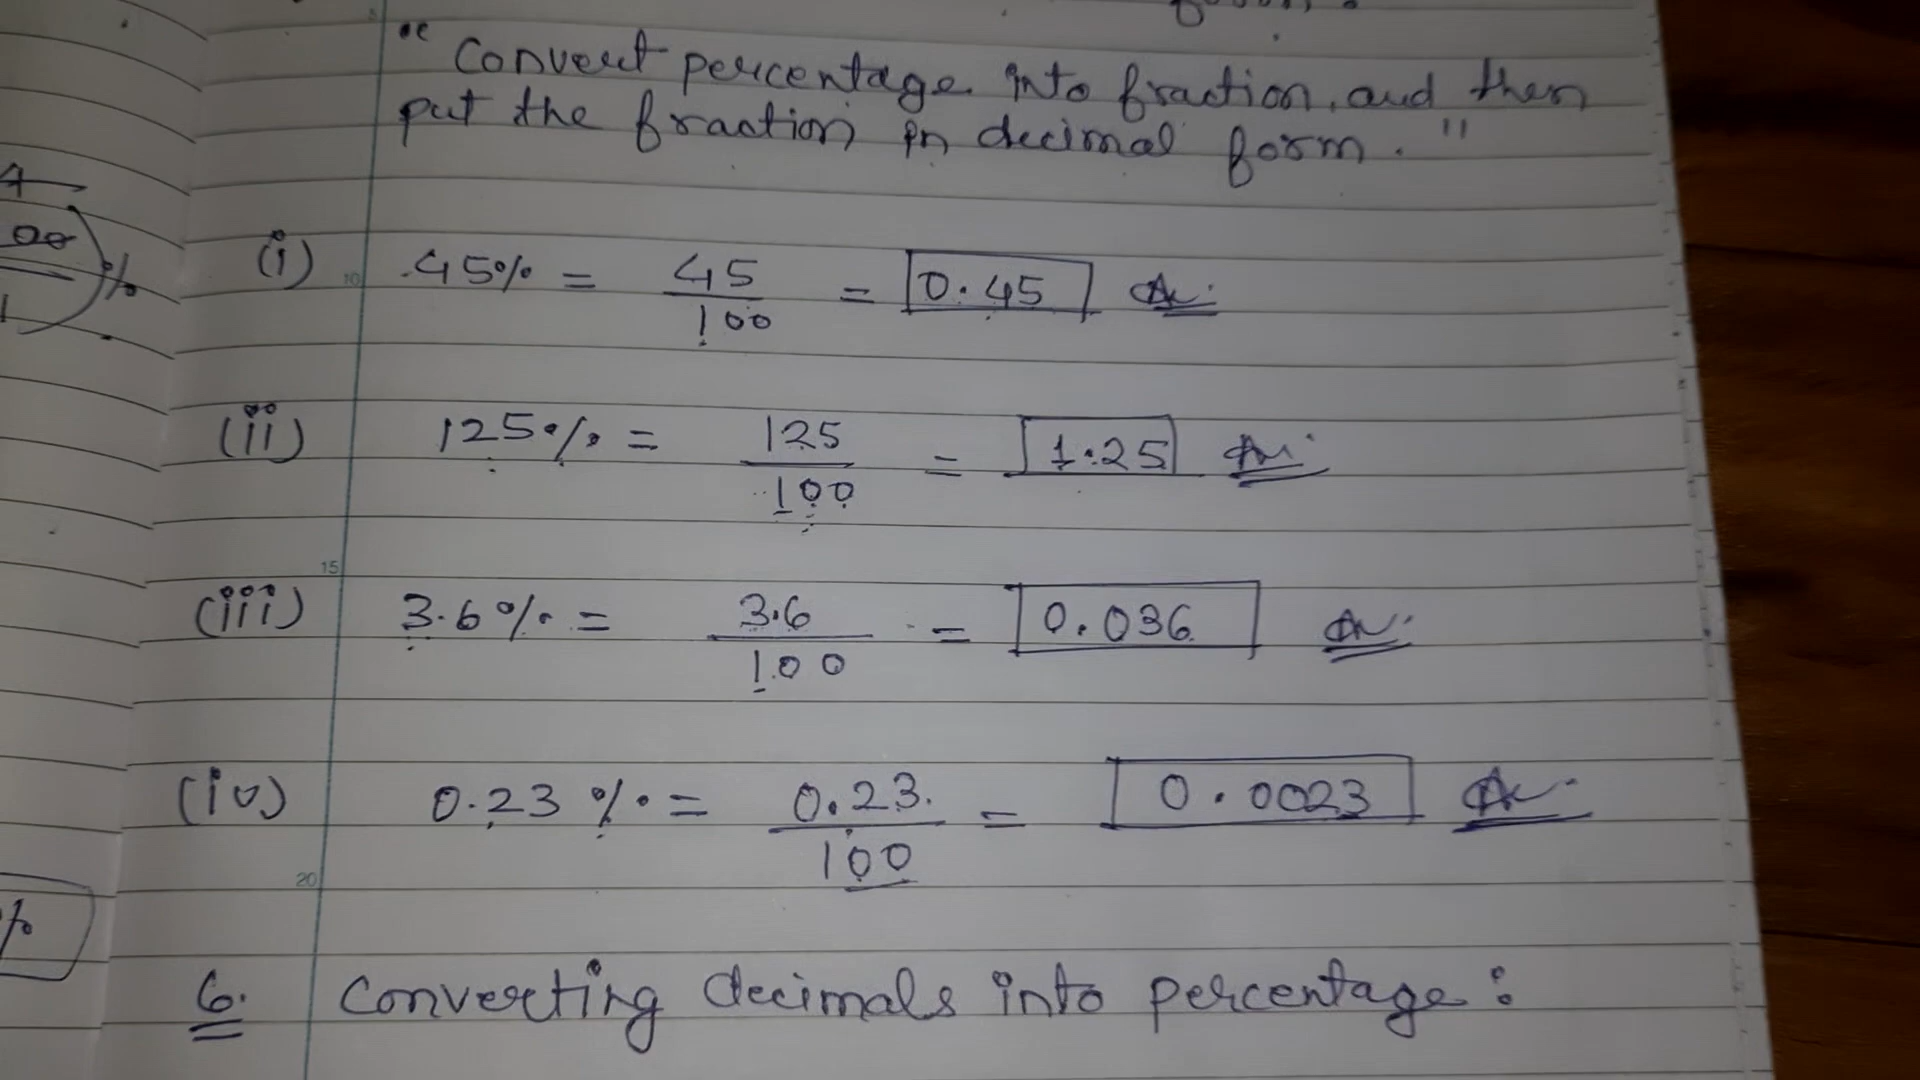 "Convert percentage into fraction, and then
put the fraction in decimal form."
(i) 45% = 45/100 = 0.45 Ans.
(ii) 125% = 125/100 = 1.25 Ans.
15
(iii) 3.6% = 3.6/100 = 0.036 Ans.
(iv) 0.23% = 0.23/100 = 0.0023 Ans.
20
6. Converting decimals into percentage: